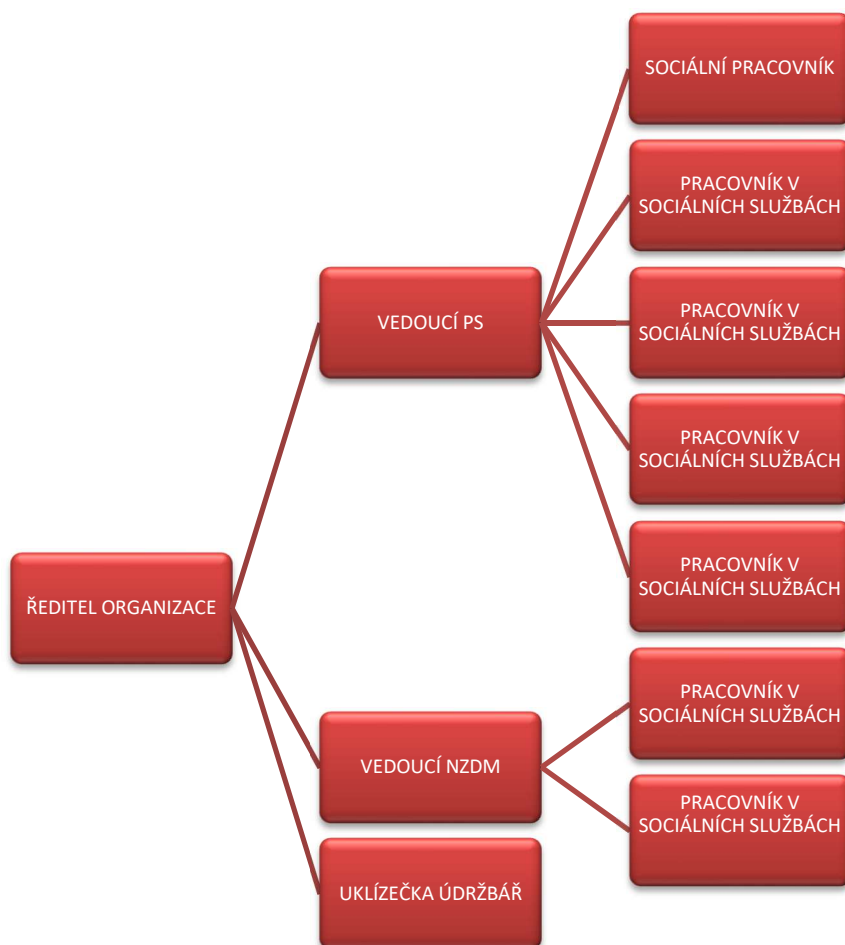 SOCIÁLNÍ PRACOVNÍK
PRACOVNÍK V
SOCIÁLNÍCH SLUŽBÁCH
VEDOUCÍ PS
PRACOVNÍK V
SOCIÁLNÍCH SLUŽBÁCH
PRACOVNÍK V
SOCIÁLNÍCH SLUŽBÁCH
PRACOVNÍK V
SOCIÁLNÍCH SLUŽBÁCH
ŘEDITEL ORGANIZACE
PRACOVNÍK V
SOCIÁLNÍCH SLUŽBÁCH
VEDOUCÍ NZDM
PRACOVNÍK V
SOCIÁLNÍCH SLUŽBÁCH
UKLÍZEČKA ÚDRŽBÁŘ